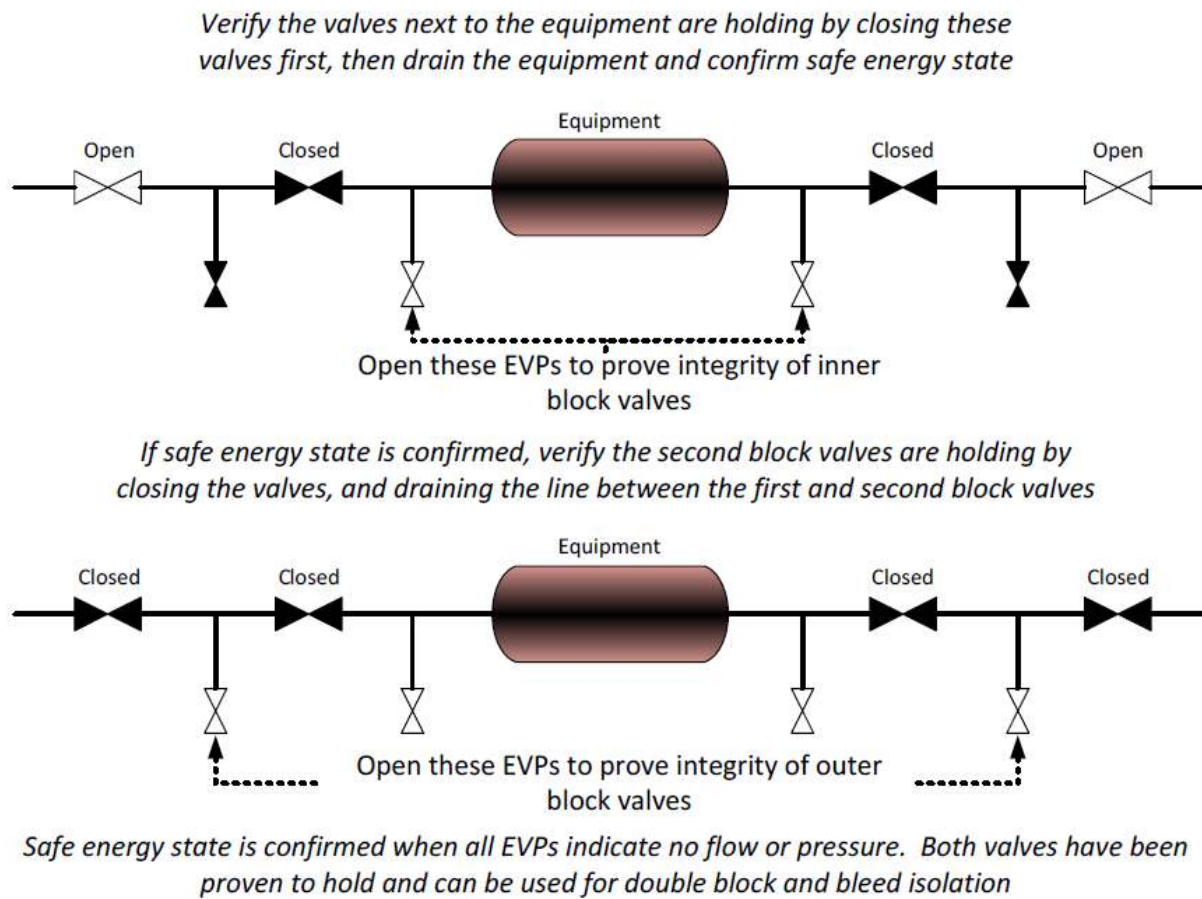 Verify the valves next to the equipment are holding by closing these
valves first, then drain the equipment and confirm safe energy state
Equipment
Open
Closed
Closed
Open
Open these EVPs to prove integrity of inner
block valves
If safe energy state is confirmed, verify the second block valves are holding by
closing the valves, and draining the line between the first and second block valves
Equipment
Closed
Closed
Closed
Closed
Open these EVPs to prove integrity of outer
block valves
Safe energy state is confirmed when all EVPs indicate no flow or pressure.  Both valves have been
proven to hold and can be used for double block and bleed isolation